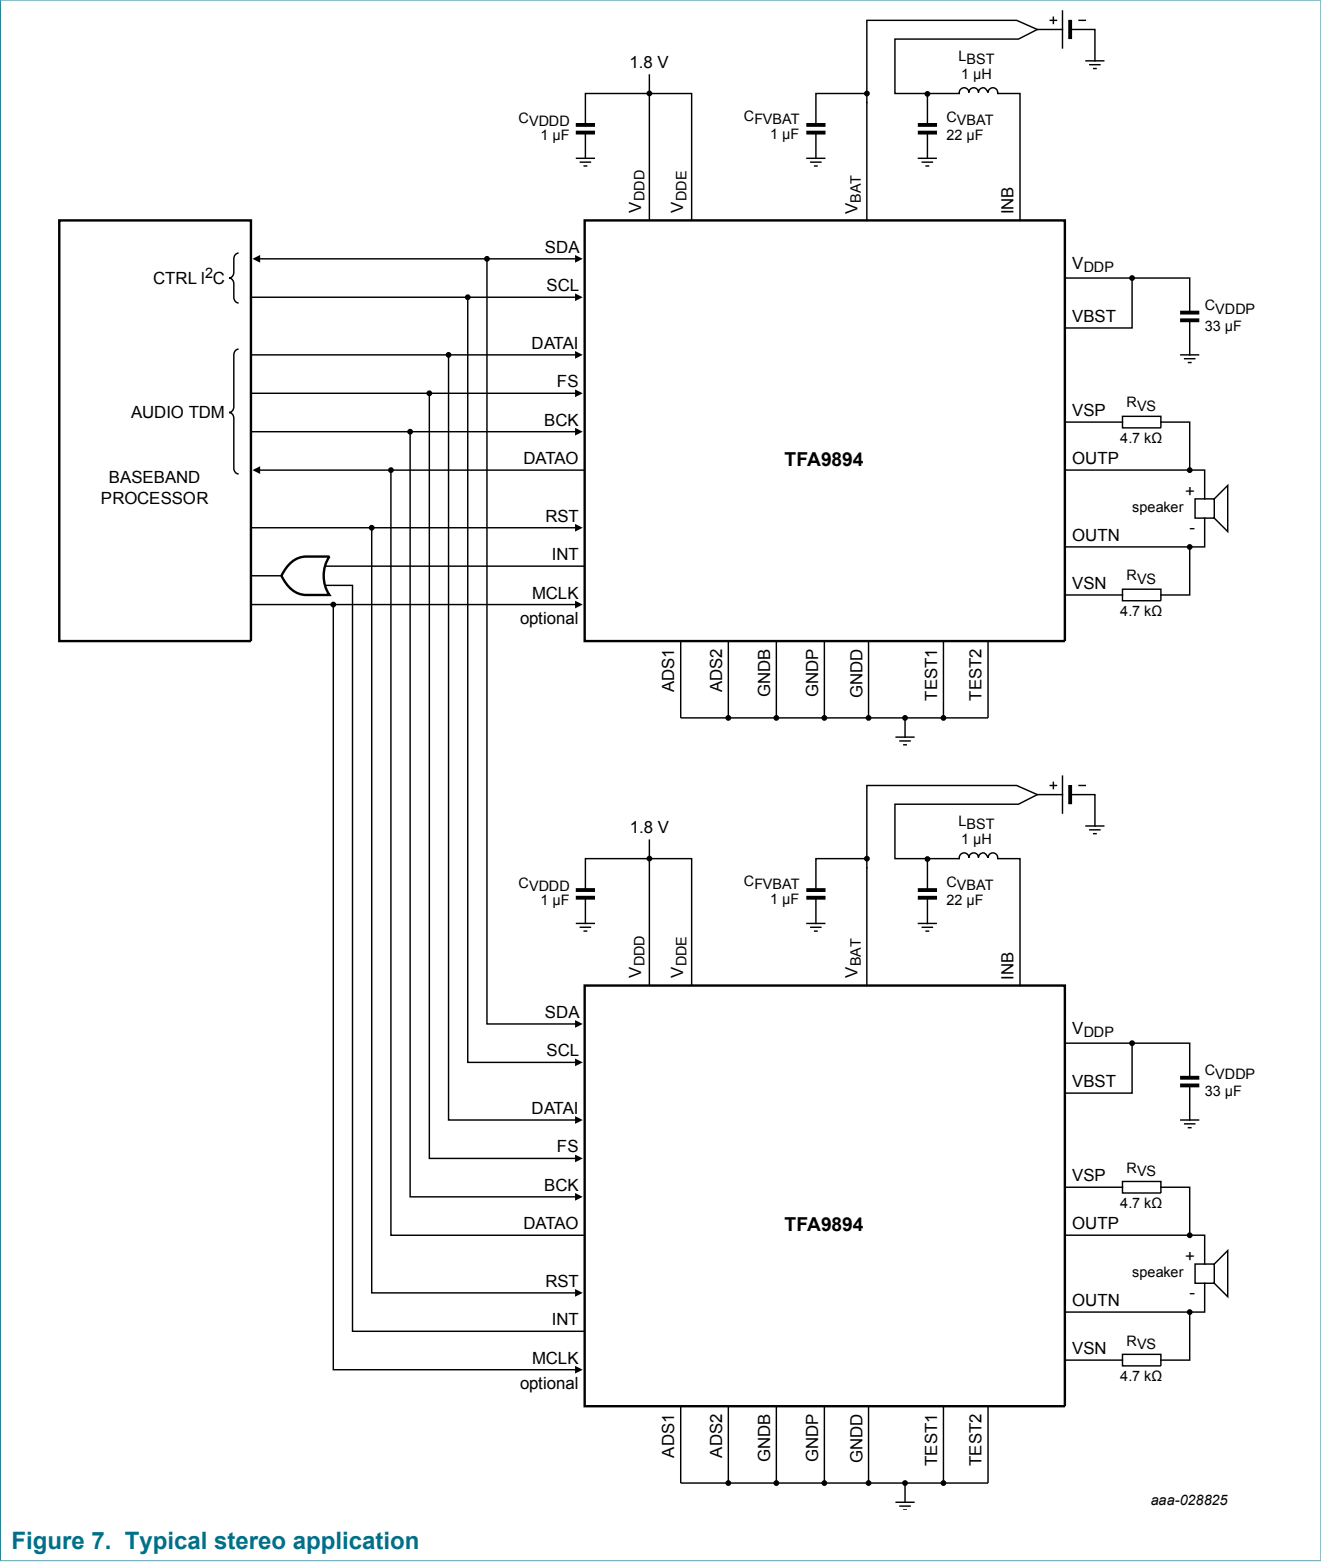 + −
1.8 V
LBST
1 µH
CVDDD
1 µF
CFVBAT
1 µF
CVBAT
22 µF
VDDD
VDDE
VBAT
INB
CTRL I2C
AUDIO TDM
BASEBAND
PROCESSOR
SDA
SCL
DATAI
FS
BCK
DATAO
RST
INT
MCLK
optional
TFA9894
VDDP
VBST
CVDDP
33 µF
VSP
RVS
4.7 kΩ
OUTP
+
speaker
-
OUTN
VSN
RVS
4.7 kΩ
ADS1
ADS2
GNDB
GNDP
GNDD
TEST1
TEST2
+ −
1.8 V
LBST
1 µH
CVDDD
1 µF
CFVBAT
1 µF
CVBAT
22 µF
VDDD
VDDE
VBAT
INB
SDA
SCL
DATAI
FS
BCK
DATAO
RST
INT
MCLK
optional
TFA9894
VDDP
VBST
CVDDP
33 µF
VSP
RVS
4.7 kΩ
OUTP
+
speaker
-
OUTN
VSN
RVS
4.7 kΩ
ADS1
ADS2
GNDB
GNDP
GNDD
TEST1
TEST2
aaa-028825
Figure 7. Typical stereo application